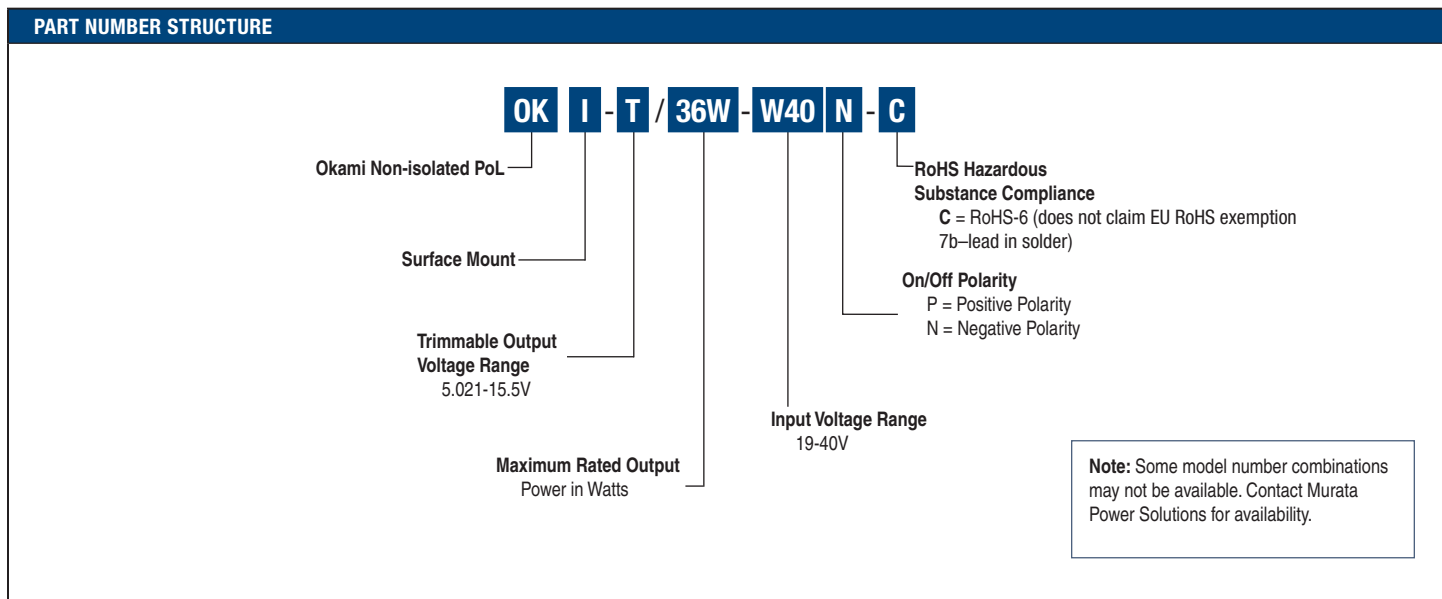 PART NUMBER STRUCTURE
OK I - T / 36W - W40 N - C
Okami Non-isolated PoL
Surface Mount
Trimmable Output
Voltage Range
5.021-15.5V
Maximum Rated Output
Power in Watts
RoHS Hazardous
Substance Compliance
C = RoHS-6 (does not claim EU RoHS exemption
7b–lead in solder)
On/Off Polarity
P = Positive Polarity
N = Negative Polarity
Input Voltage Range
19-40V
Note: Some model number combinations
may not be available. Contact Murata
Power Solutions for availability.